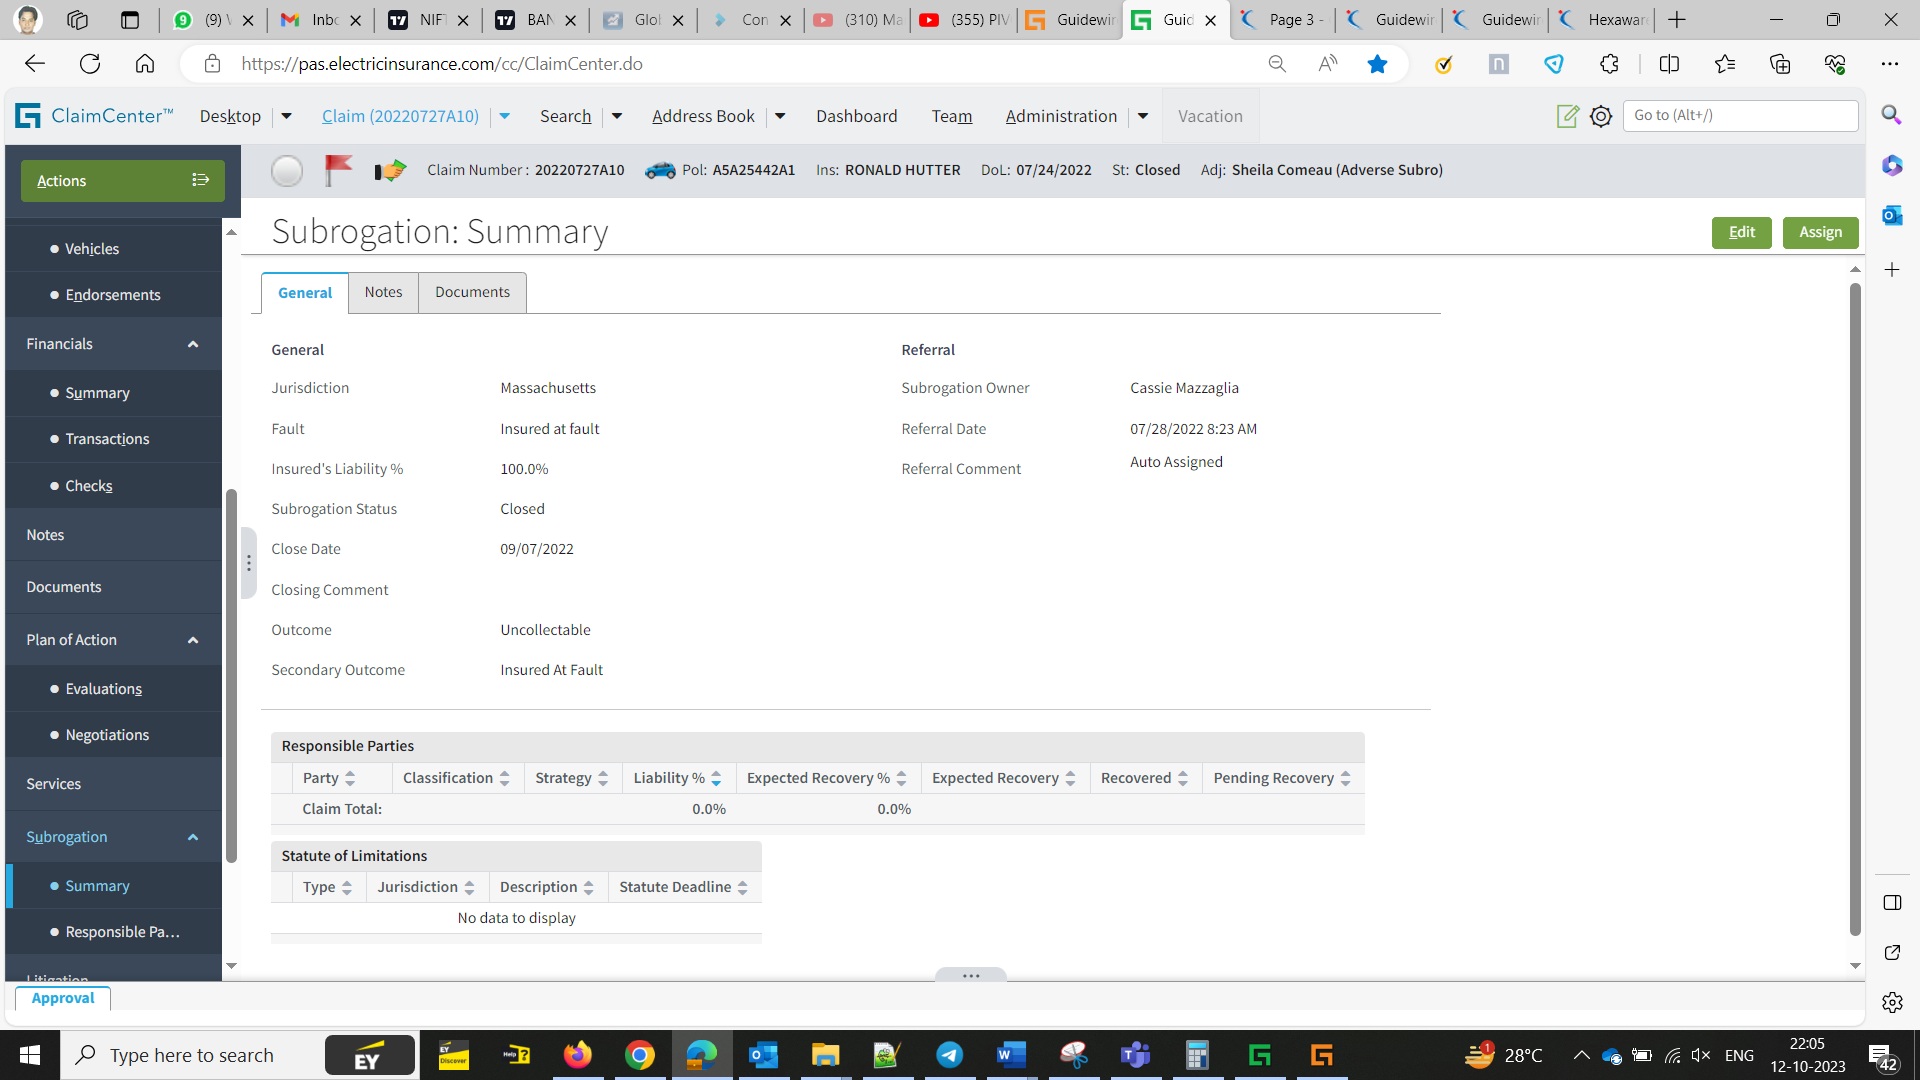 (9) W
Inbo
NIFT
BAN
Glob
Con
(310) Ma
(355) PIV
Guidewir
Guid
Page 3 -
Guidewir
Guidewir
Hexaware
https://pas.electricinsurance.com/cc/ClaimCenter.do
ClaimCenter™
Desktop
Claim (20220727A10)
Search
Address Book
Dashboard
Team
Administration
Vacation
Go to (Alt+/)
Actions
Claim Number : 20220727A10
Pol: A5A25442A1
Ins: RONALD HUTTER
DoL: 07/24/2022
St: Closed
Adj: Sheila Comeau (Adverse Subro)
Vehicles
Endorsements
Financials
Summary
Transactions
Checks
Notes
Documents
Plan of Action
Evaluations
Negotiations
Services
Subrogation
Summary
Responsible Pa...
Litigation
Subrogation: Summary
Edit
Assign
General
Notes
Documents
General
Jurisdiction Massachusetts
Fault Insured at fault
Insured's Liability % 100.0%
Subrogation Status Closed
Close Date 09/07/2022
Closing Comment
Outcome Uncollectable
Secondary Outcome Insured At Fault
Referral
Subrogation Owner Cassie Mazzaglia
Referral Date 07/28/2022 8:23 AM
Referral Comment Auto Assigned
Responsible Parties
Party Classification Strategy Liability % Expected Recovery % Expected Recovery Recovered Pending Recovery
Claim Total: 0.0% 0.0%
Statute of Limitations
Type Jurisdiction Description Statute Deadline
No data to display
Approval
Type here to search
EY
EY
Discover
Help ?
1
28°C
ENG
22:05
12-10-2023
42